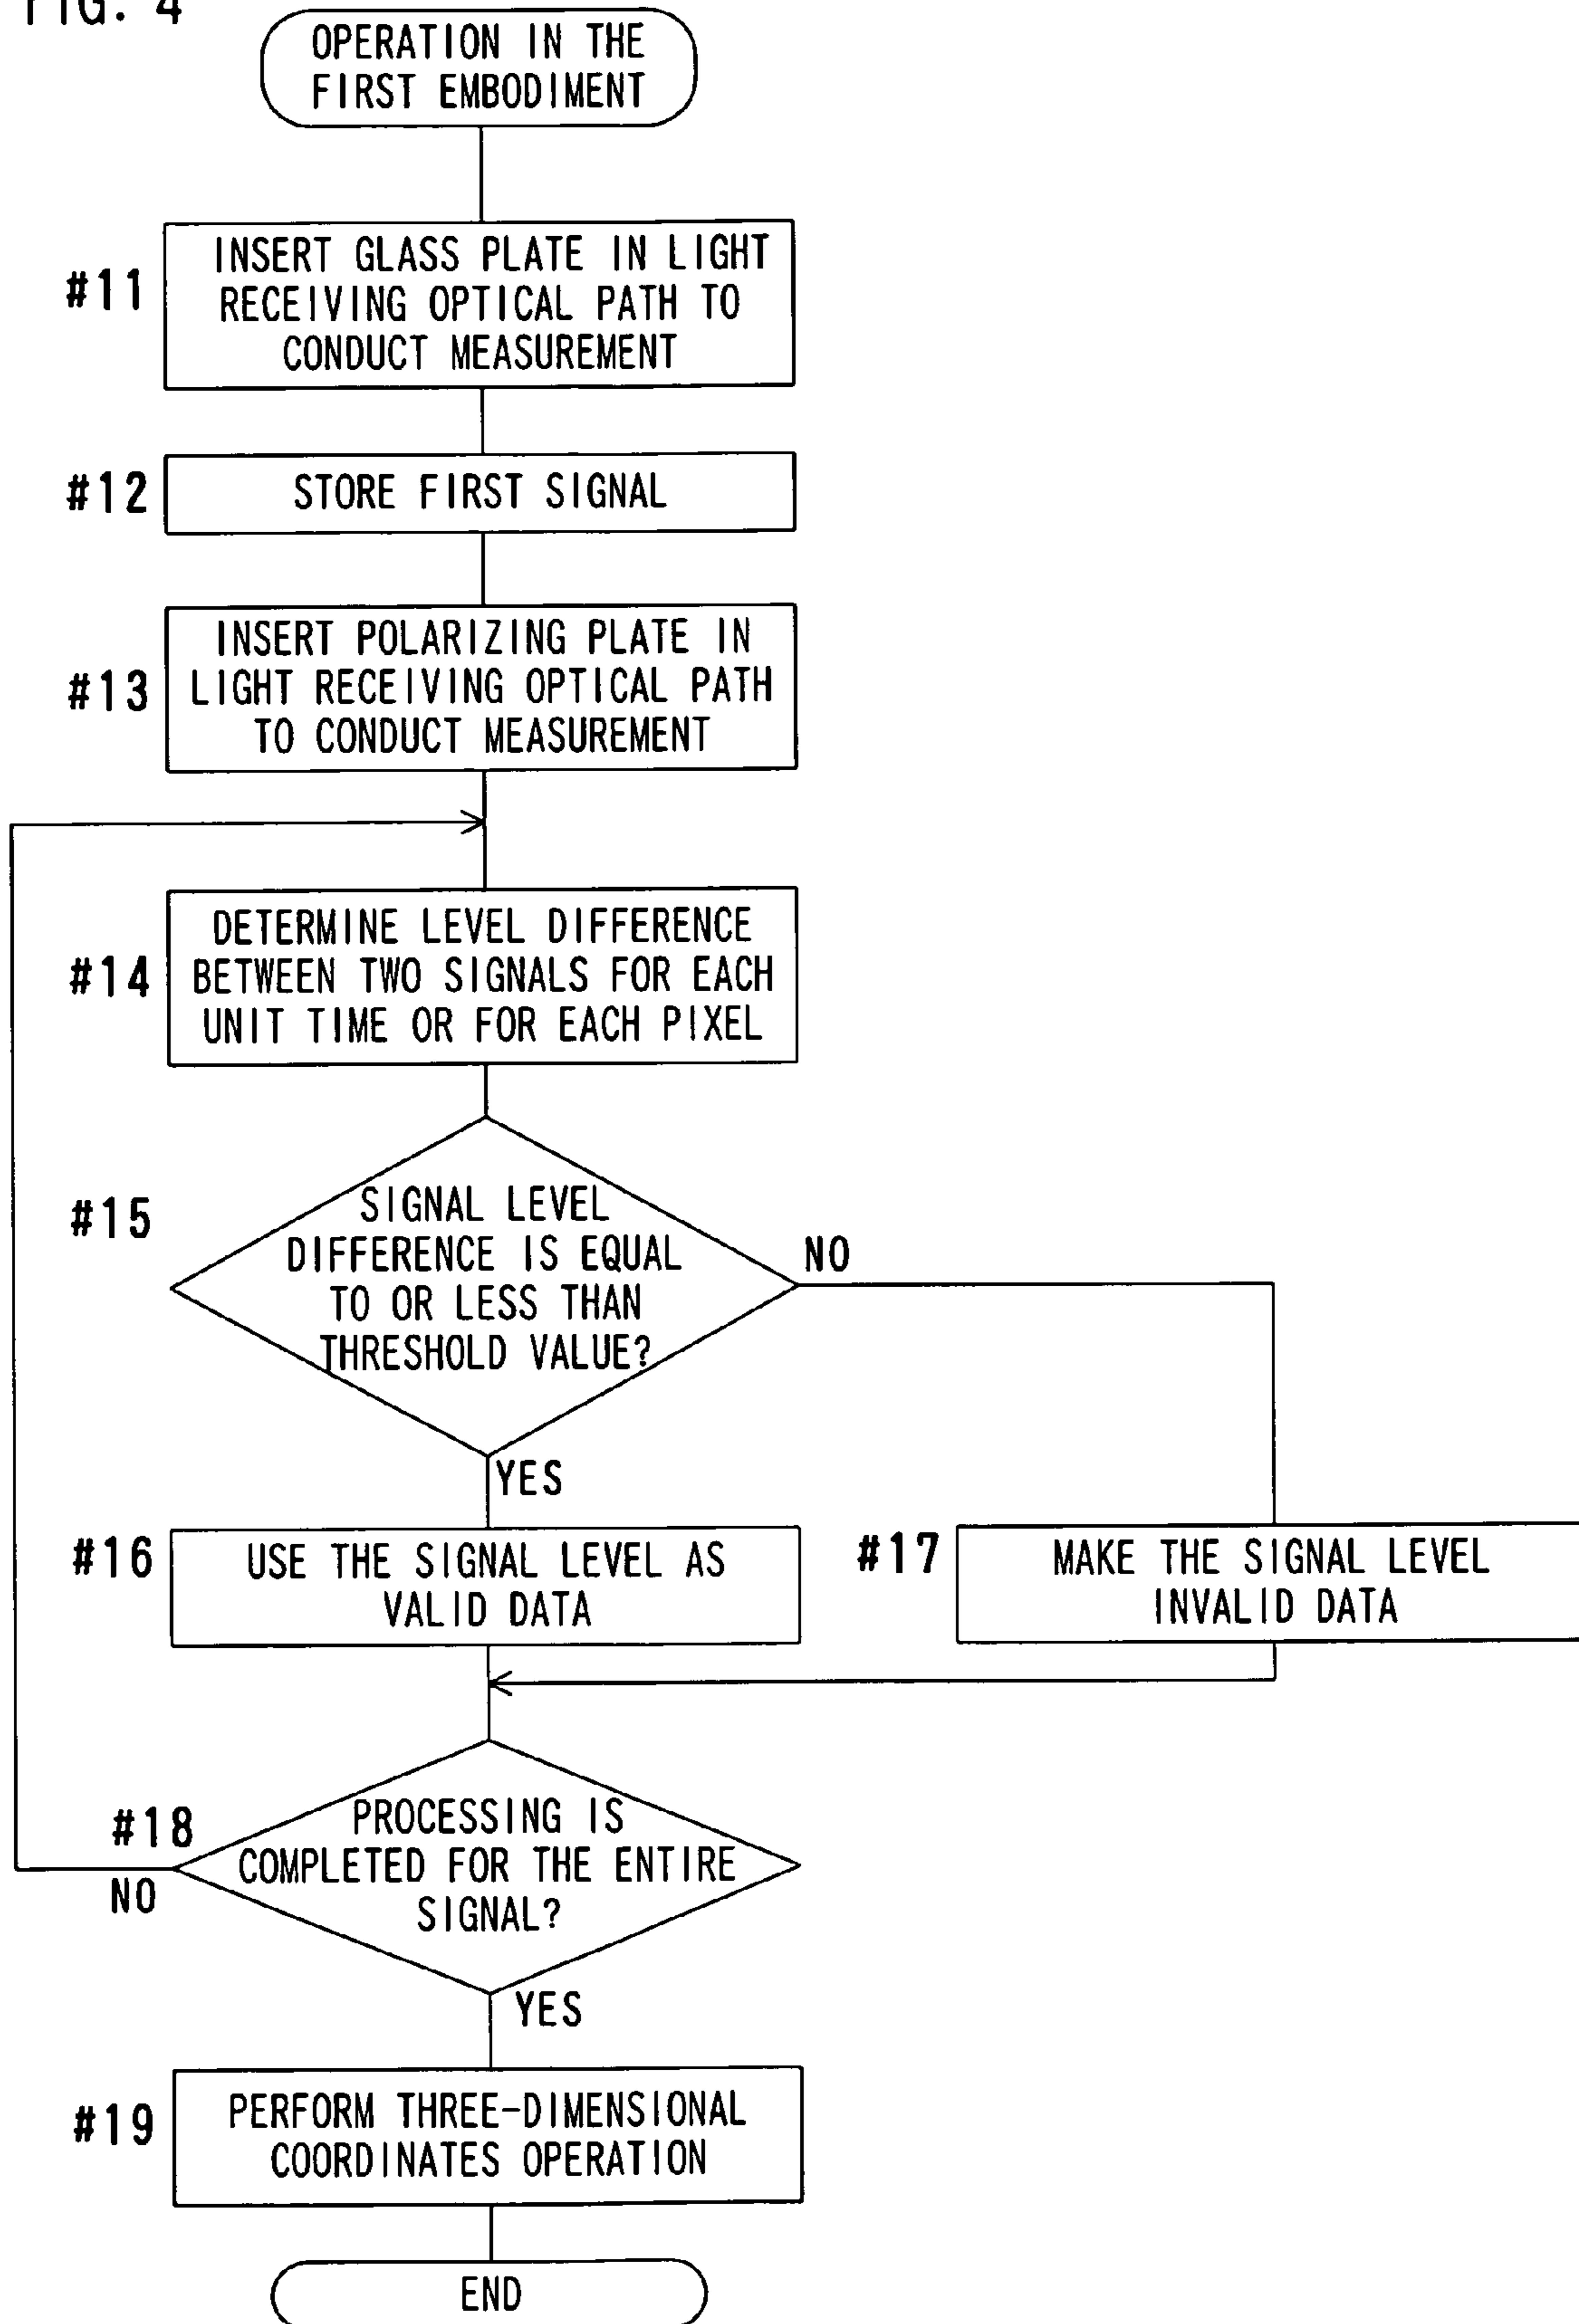 FIG. 4
OPERATION IN THE
FIRST EMBODIMENT
#11
INSERT GLASS PLATE IN LIGHT
RECEIVING OPTICAL PATH TO
CONDUCT MEASUREMENT
#12
STORE FIRST SIGNAL
#13
INSERT POLARIZING PLATE IN
LIGHT RECEIVING OPTICAL PATH
TO CONDUCT MEASUREMENT
#14
DETERMINE LEVEL DIFFERENCE
BETWEEN TWO SIGNALS FOR EACH
UNIT TIME OR FOR EACH PIXEL
#15
SIGNAL LEVEL
DIFFERENCE IS EQUAL
TO OR LESS THAN
THRESHOLD VALUE?
NO
YES
#16
USE THE SIGNAL LEVEL AS
VALID DATA
#17
MAKE THE SIGNAL LEVEL
INVALID DATA
#18
PROCESSING IS
COMPLETED FOR THE ENTIRE
SIGNAL?
NO
YES
#19
PERFORM THREE-DIMENSIONAL
COORDINATES OPERATION
END